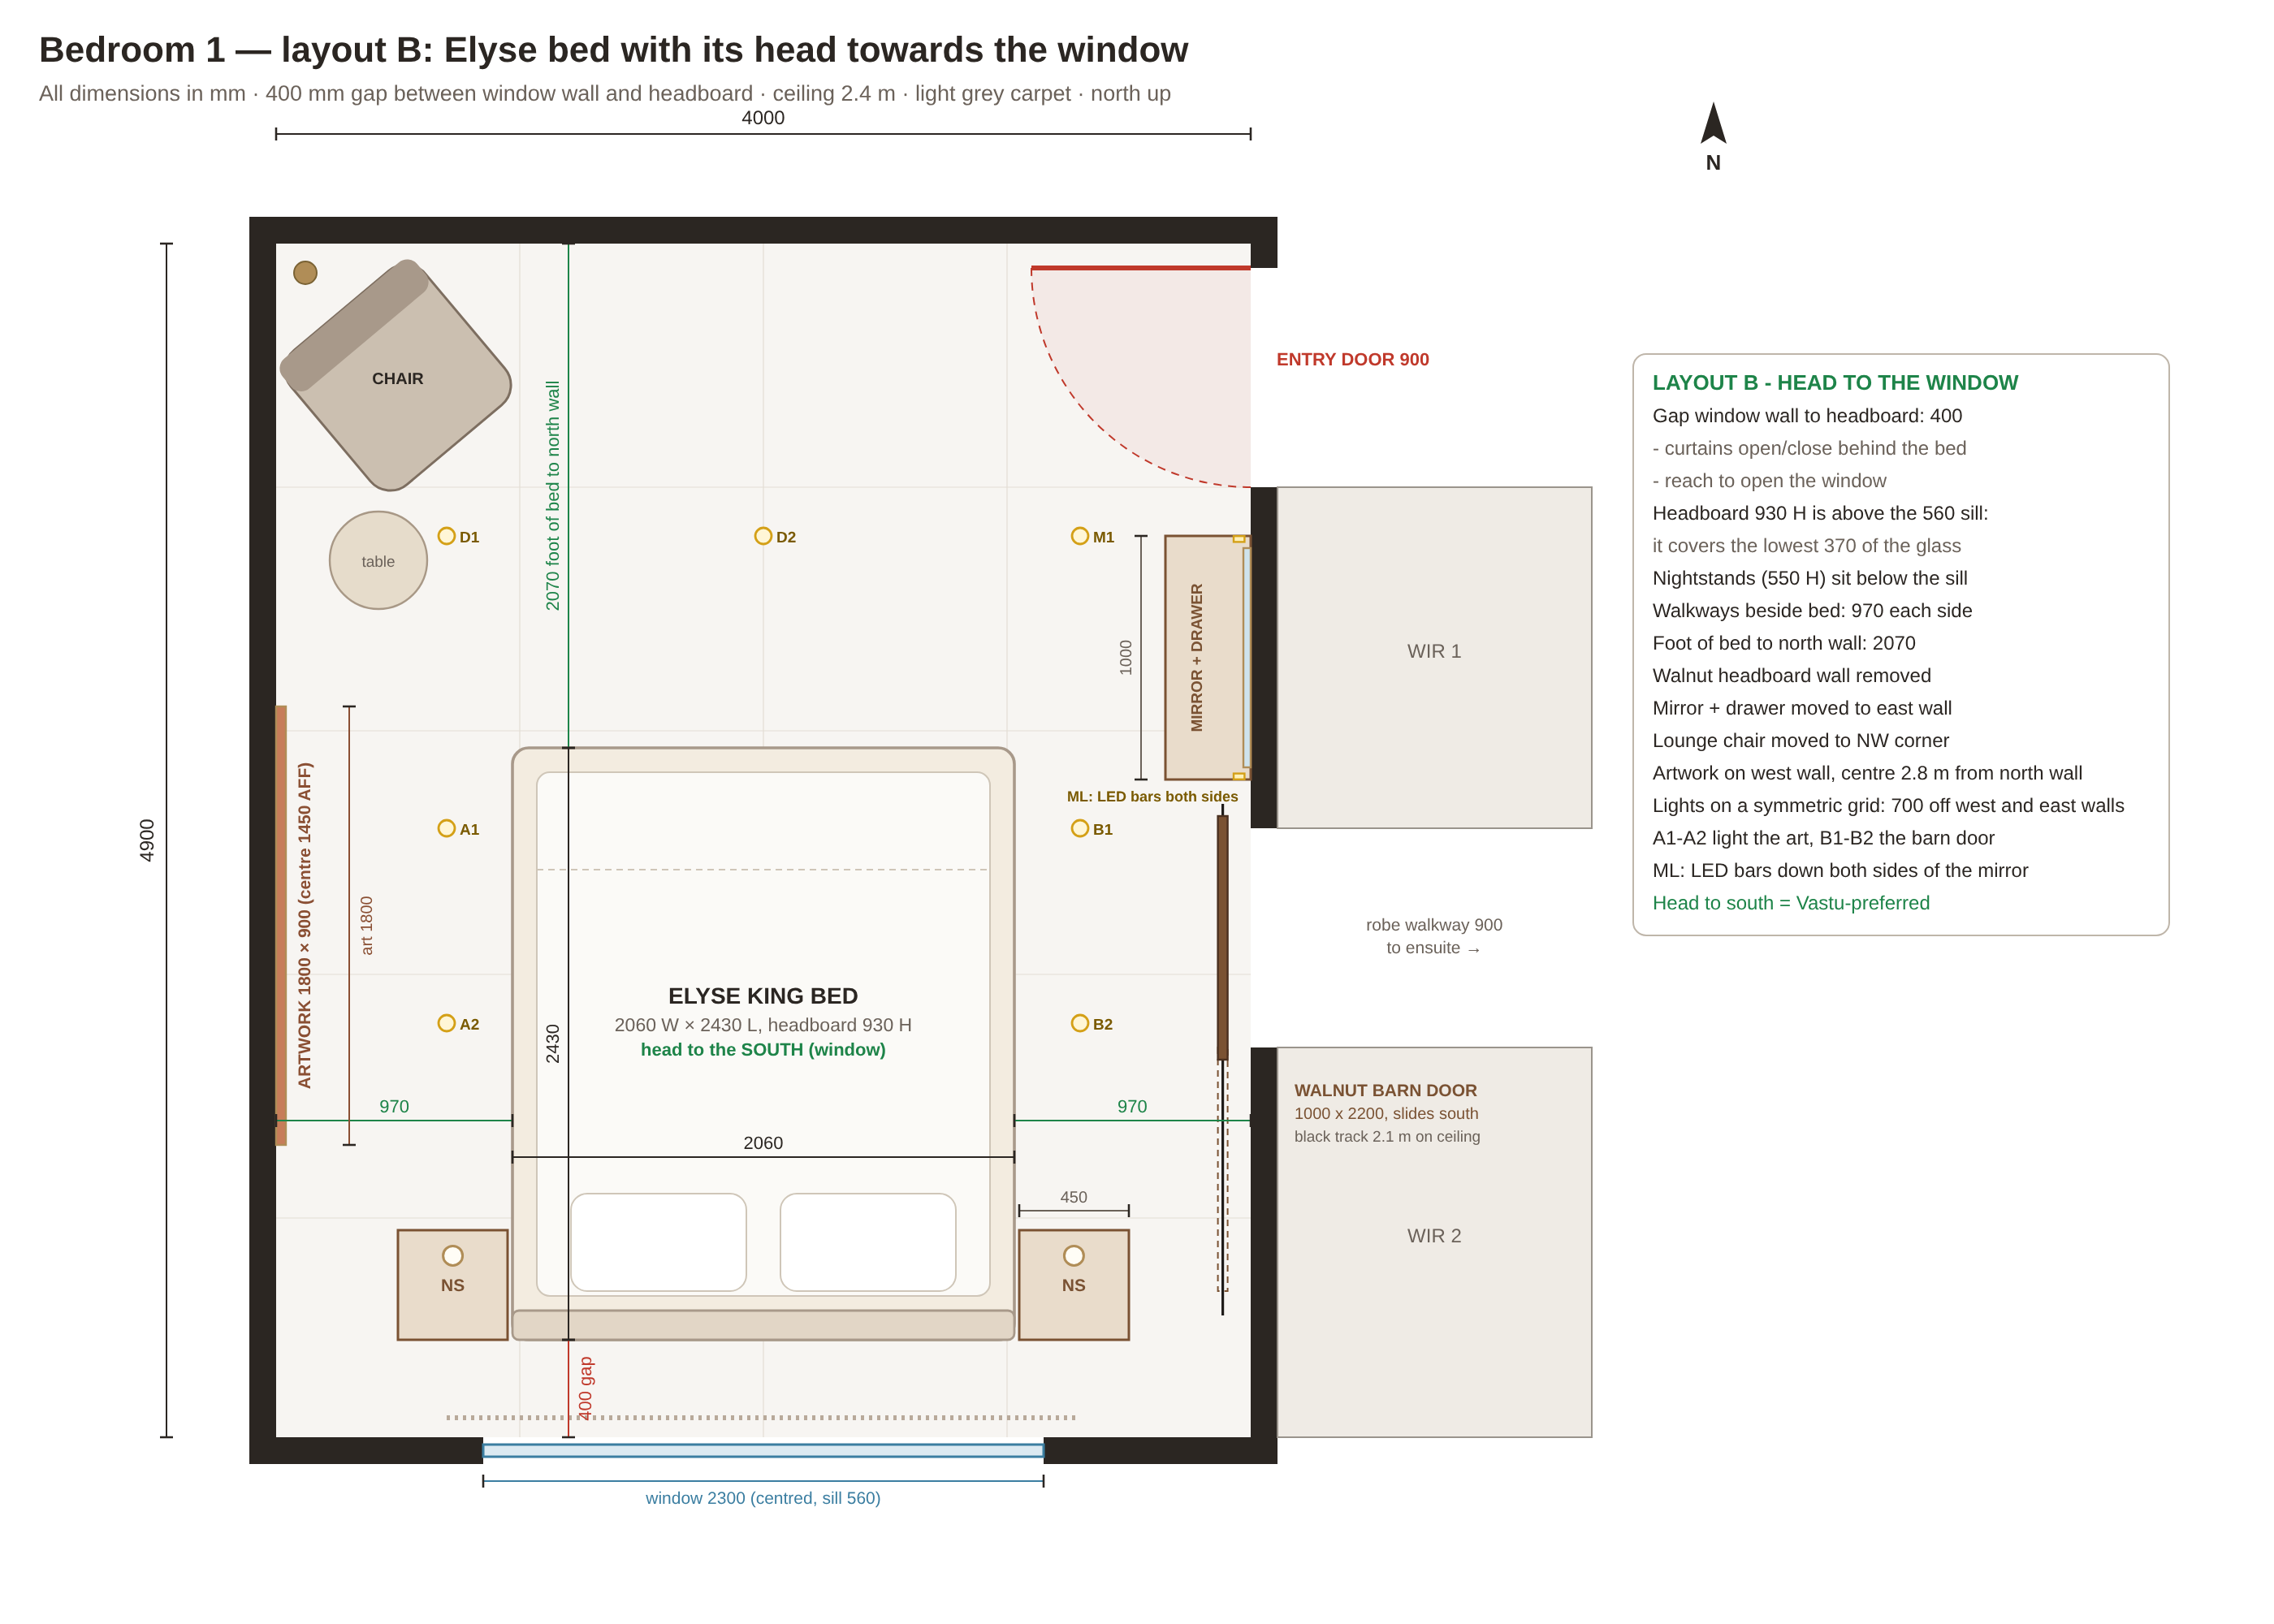 Bedroom 1 — layout B: Elyse bed with its head towards the window
All dimensions in mm · 400 mm gap between window wall and headboard · ceiling 2.4 m · light grey carpet · north up
4000
N
ENTRY DOOR 900
CHAIR
2070 foot of bed to north wall
table
D1
D2
M1
1000
MIRROR + DRAWER
WIR 1
ML: LED bars both sides
4900
ARTWORK 1800 × 900 (centre 1450 AFF)
art 1800
A1
B1
robe walkway 900
to ensuite →
ELYSE KING BED
2060 W × 2430 L, headboard 930 H
head to the SOUTH (window)
2430
A2
B2
WALNUT BARN DOOR
1000 x 2200, slides south
black track 2.1 m on ceiling
970
970
2060
450
NS
NS
WIR 2
400 gap
window 2300 (centred, sill 560)
LAYOUT B - HEAD TO THE WINDOW
Gap window wall to headboard: 400
- curtains open/close behind the bed
- reach to open the window
Headboard 930 H is above the 560 sill:
it covers the lowest 370 of the glass
Nightstands (550 H) sit below the sill
Walkways beside bed: 970 each side
Foot of bed to north wall: 2070
Walnut headboard wall removed
Mirror + drawer moved to east wall
Lounge chair moved to NW corner
Artwork on west wall, centre 2.8 m from north wall
Lights on a symmetric grid: 700 off west and east walls
A1-A2 light the art, B1-B2 the barn door
ML: LED bars down both sides of the mirror
Head to south = Vastu-preferred